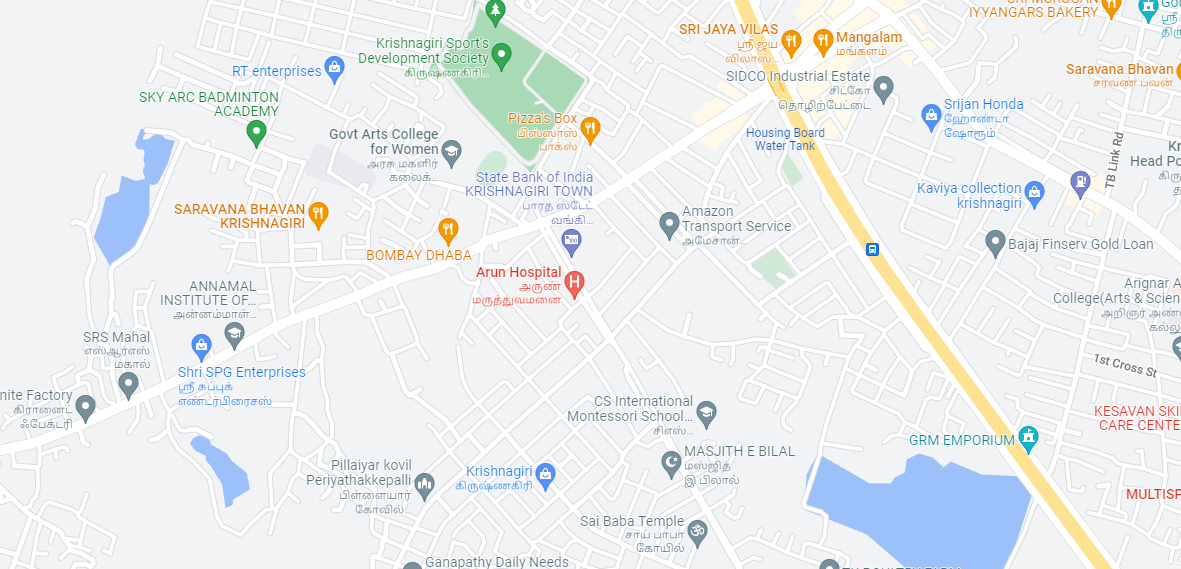 Krishnagiri Sport's
Development Society
கிருஷ்ணகிரி...
RT enterprises
SKY ARC BADMINTON
ACADEMY
Govt Arts College
for Women
அரசு மகளிர்
கலைக்...
Pizza's Box
பிஸ்ஸாஸ்
பாக்ஸ்
SRI JAYA VILAS
ஸ்ரீ ஜய
விலாஸ்...
Mangalam
மங்களம்
SIDCO Industrial Estate
சிட்கோ
தொழிற்பேட்டை
Housing Board
Water Tank
IYYANGARS BAKERY
Saravana Bhavan
சரவண பவன்
Srijan Honda
ஹோண்டா
ஷோரூம்
TB Link Rd
Head Po
Kaviya collection
krishnagiri
Bajaj Finserv Gold Loan
Arignar A
College(Arts & Scien
அறிஞர் அண்
கல்லூ
1st Cross St
State Bank of India
KRISHNAGIRI TOWN
பாரத ஸ்டேட்
வங்கி...
SARAVANA BHAVAN
KRISHNAGIRI
BOMBAY DHABA
Amazon
Transport Service
அமேசான்...
Arun Hospital
அருண்
மருத்துவமனை
ANNAMAL
INSTITUTE OF...
அன்னம்மாள்...
SRS Mahal
எஸ்ஆர்எஸ்
மகால்
Shri SPG Enterprises
ஸ்ரீ சுப்புக்
எண்டர்பிரைசஸ்
nite Factory
கிரானைட்
ஃபேக்டரி
CS International
Montessori School...
சிஎஸ்...
KESAVAN SKI
CARE CENTE
GRM EMPORIUM
MASJITH E BILAL
மஸ்ஜித்
இ பிலால்
Pillaiyar kovil
Periyathakkepalli
பிள்ளையார்
கோவில்...
Krishnagiri
கிருஷ்ணகிரி
MULTISP
Sai Baba Temple
சாய் பாபா
கோயில்
Ganapathy Daily Needs